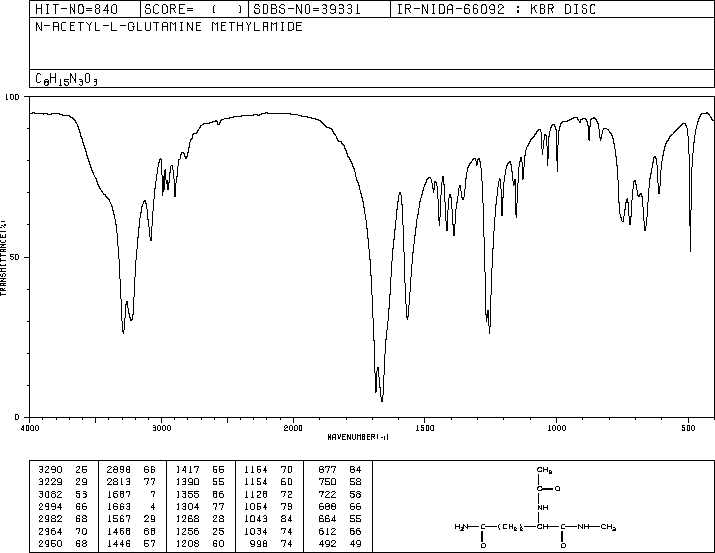 HIT-NO=840 SCORE= ( ) SDBS-NO=39331 IR-NIDA-66092 : KBR DISC
N-ACETYL-L-GLUTAMINE METHYLAMIDE
C8H15N3O3
100
50
0
TRANSMITTANCE(%)
4000 3000 2000 1500 1000 500
WAVENUMBER(-1)
3290 25 2898 66 1417 55 1164 70 877 84
3229 29 2813 77 1390 55 1154 60 750 58
3082 53 1687 7 1355 86 1128 72 722 58
2994 66 1663 4 1304 77 1054 79 688 66
2982 68 1567 29 1268 28 1043 84 664 55
2964 70 1468 68 1256 25 1034 74 612 66
2950 68 1446 57 1208 60 998 74 492 49
CH3
C O
NH
H2N C (CH2)2 CH C NH CH3
O O